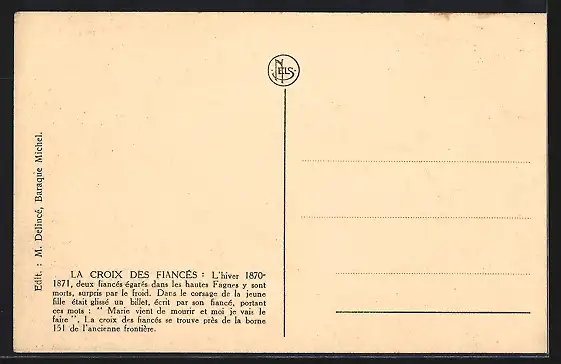 NELS
Edit. : M. Delincé, Baraque Michel.
LA CROIX DES FIANCÉS : L'hiver 1870-
1871, deux fiancés égarés dans les hautes Fagnes y sont
morts, surpris par le froid. Dans le corsage de la jeune
fille était glissé un billet, écrit par son fiancé, portant
ces mots : " Marie vient de mourir et moi je vais le
faire ". La croix des fiancés se trouve près de la borne
151 de l'ancienne frontière.